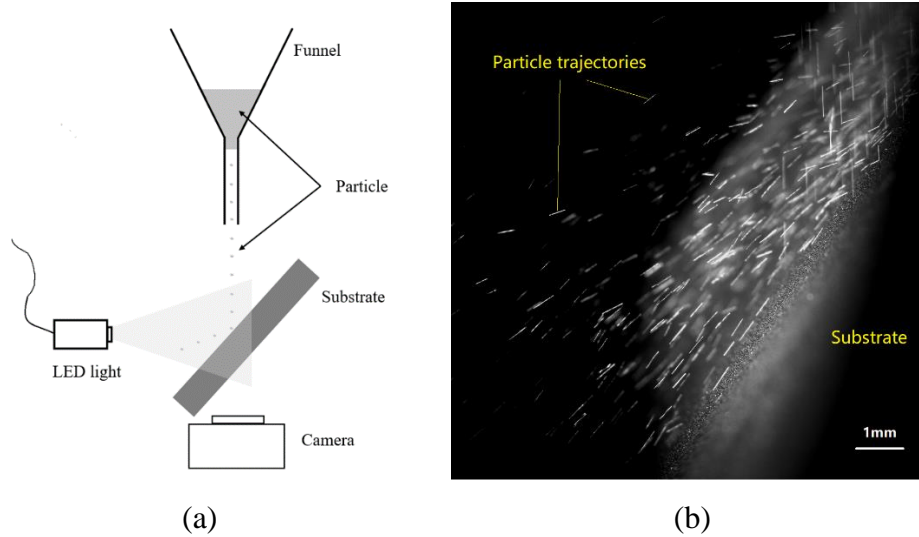 Funnel
Particle
Substrate
LED light
Camera
(a)
Particle trajectories
Substrate
1mm
(b)